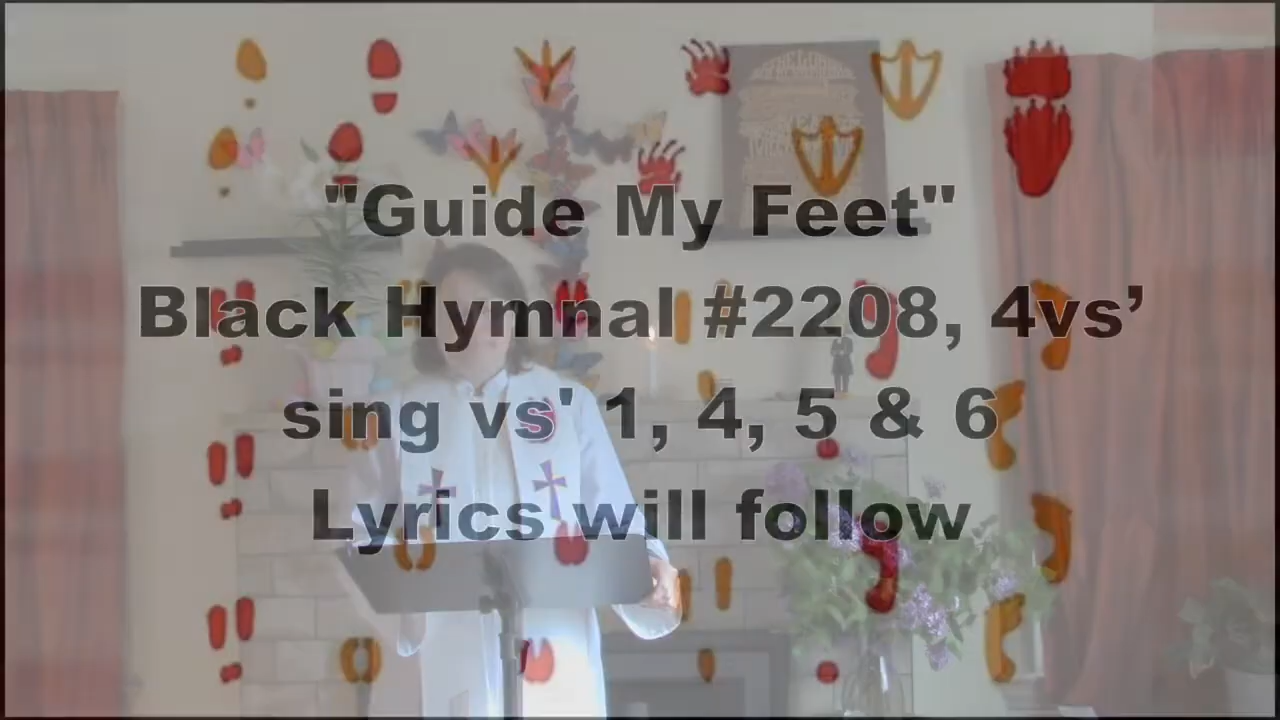 "Guide My Feet"
Black Hymnal #2208, 4vs’
sing vs' 1, 4, 5 & 6
Lyrics will follow